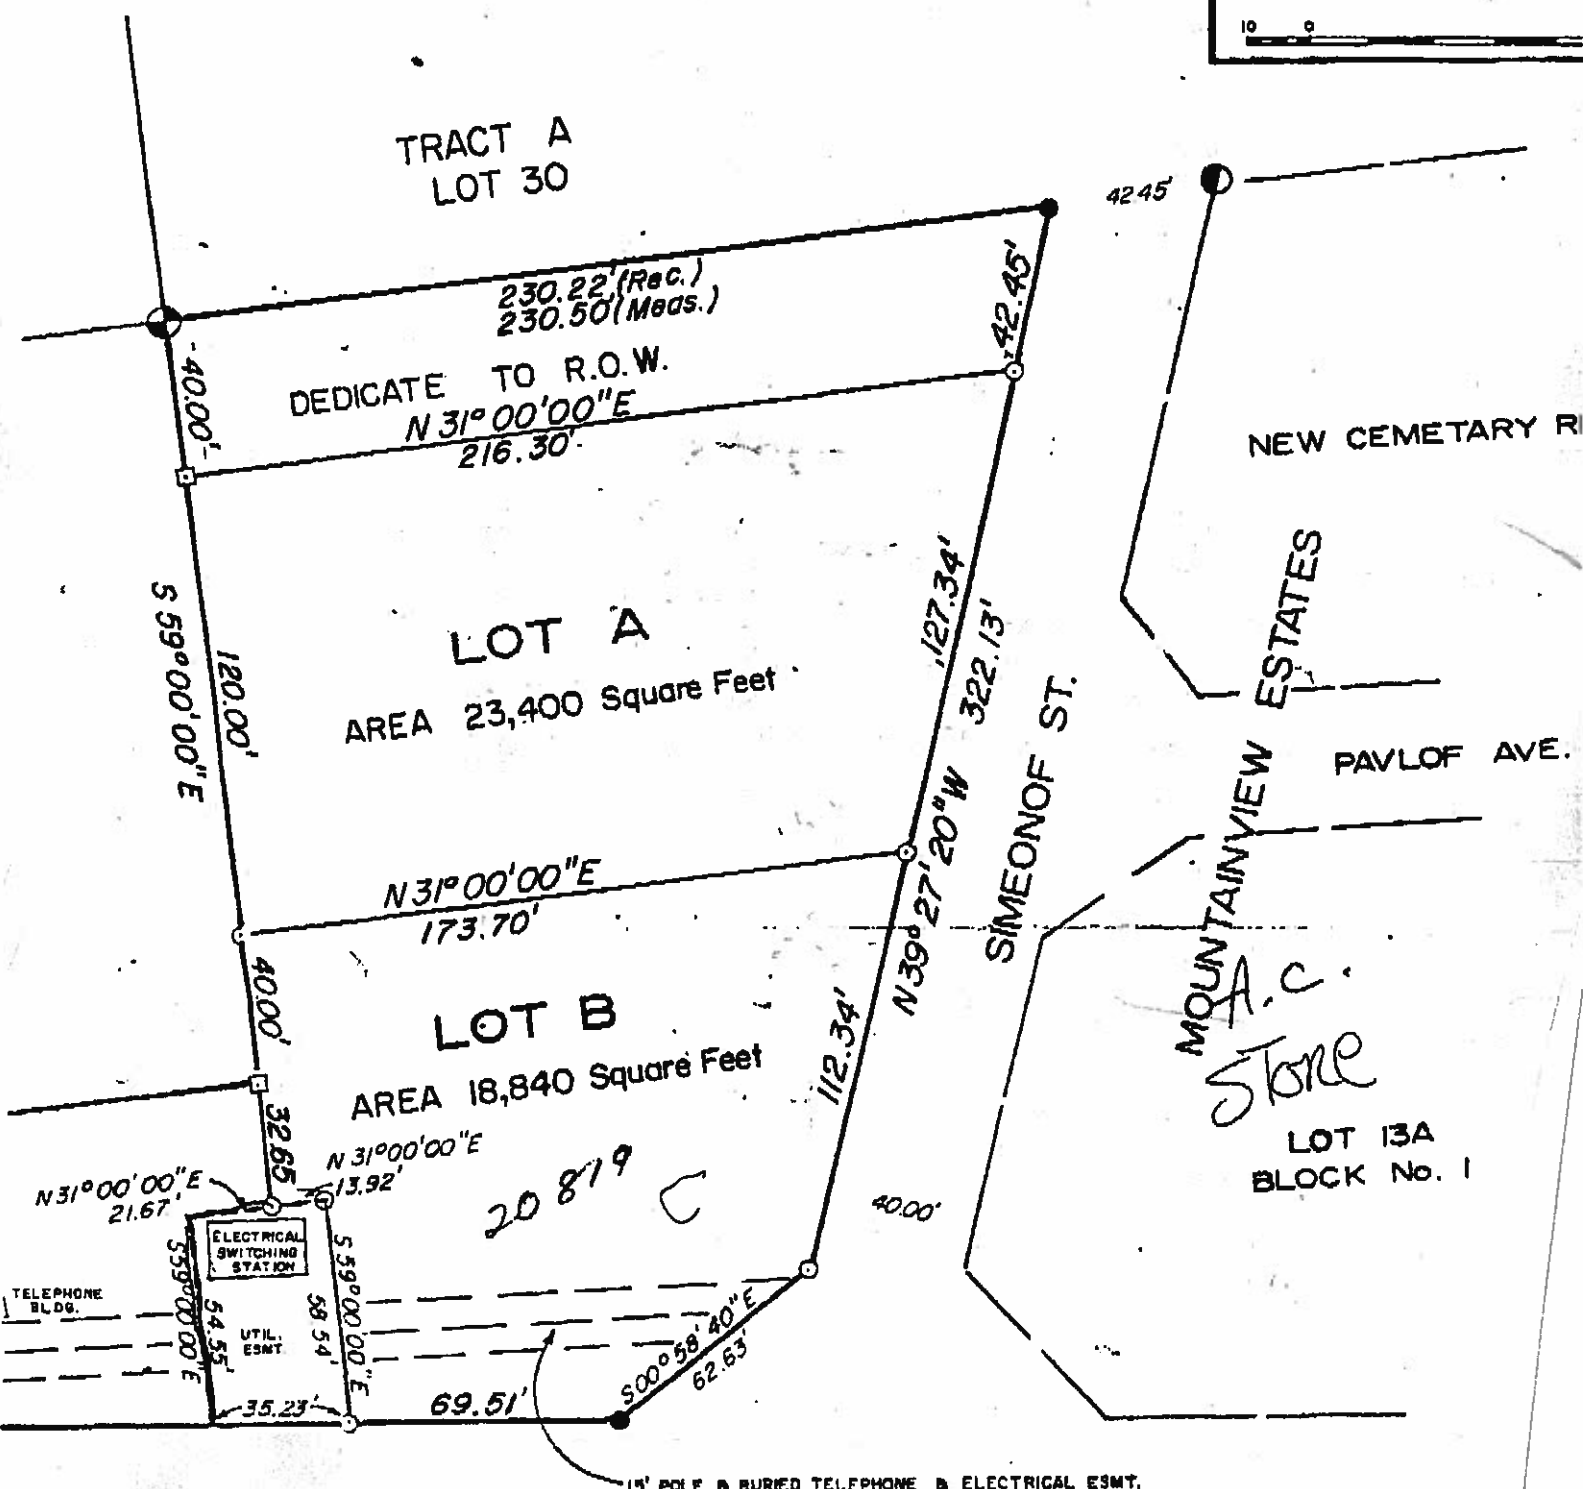 10 0
TRACT A
LOT 30
42.45'
230.22'(Rec.)
230.50'(Meas.)
42.45'
-40.00'-
DEDICATE TO R.O.W.
N 31° 00'00"E
216.30'
NEW CEMETARY
127.34'
322.13'
N 39° 27' 20" W
SIMEONOF ST.
MOUNTAINVIEW ESTATES
PAVLOF AVE.
S 59°00'00"E
120.00'
LOT A
AREA 23,400 Square Feet
N 31° 00'00"E
173.70'
40.00'
LOT B
AREA 18,840 Square Feet
112.34'
A.C.
Store
LOT 13A
BLOCK No. 1
32.65
N 31°00'00"E
13.92'
N 31°00'00"E
21.67'
20 879
C
40.00'
ELECTRICAL
SWITCHING
STATION
TELEPHONE
BLDG.
S 59°00'00"E
54.55'
UTIL.
ESMT.
58.54'
S 59°00'00"E
35.23'
69.51'
S 00° 58' 40" E
62.63'
15' POLE & BURIED TELEPHONE & ELECTRICAL ESMT.